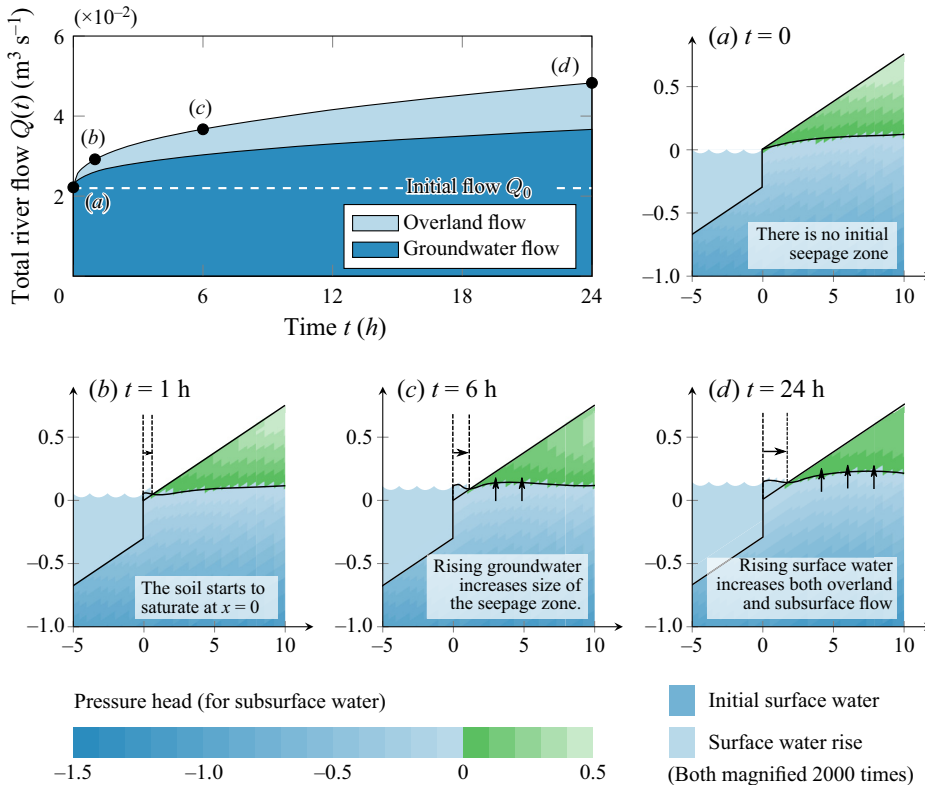 (×10−2)
Total river flow Q(t) (m3 s−1)
6
4
2
0
6
12
18
24
Time t (h)
(a)
(b)
(c)
(d)
Initial flow Q0
Overland flow
Groundwater flow
(a) t = 0
0.5
0
−0.5
−1.0
−5
0
5
10
There is no initial
seepage zone
(b) t = 1 h
0.5
0
−0.5
−1.0
−5
0
5
10
The soil starts to
saturate at x = 0
(c) t = 6 h
0.5
0
−0.5
−1.0
−5
0
5
10
Rising groundwater
increases size of
the seepage zone.
(d) t = 24 h
0.5
0
−0.5
−1.0
−5
0
5
10
Rising surface water
increases both overland
and subsurface flow
Pressure head (for subsurface water)
−1.5
−1.0
−0.5
0
0.5
Initial surface water
Surface water rise
(Both magnified 2000 times)